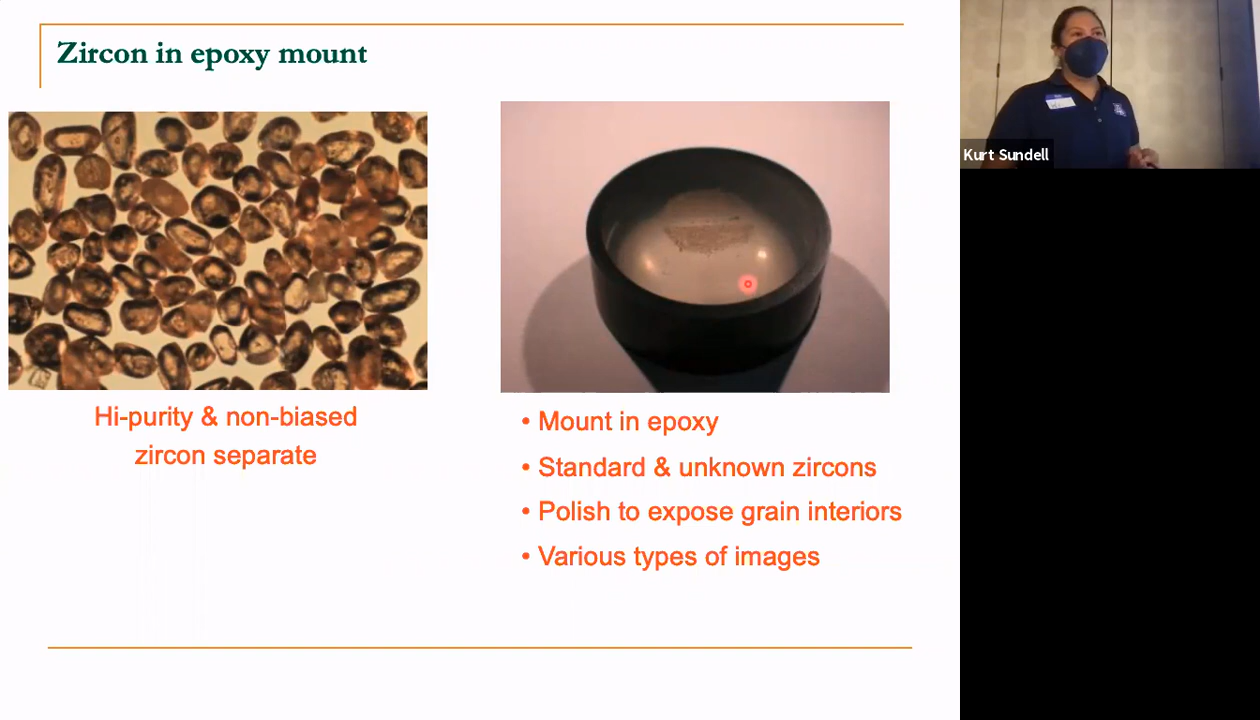 Zircon in epoxy mount
Kurt Sundell
Hi-purity & non-biased
zircon separate
• Mount in epoxy
• Standard & unknown zircons
• Polish to expose grain interiors
• Various types of images